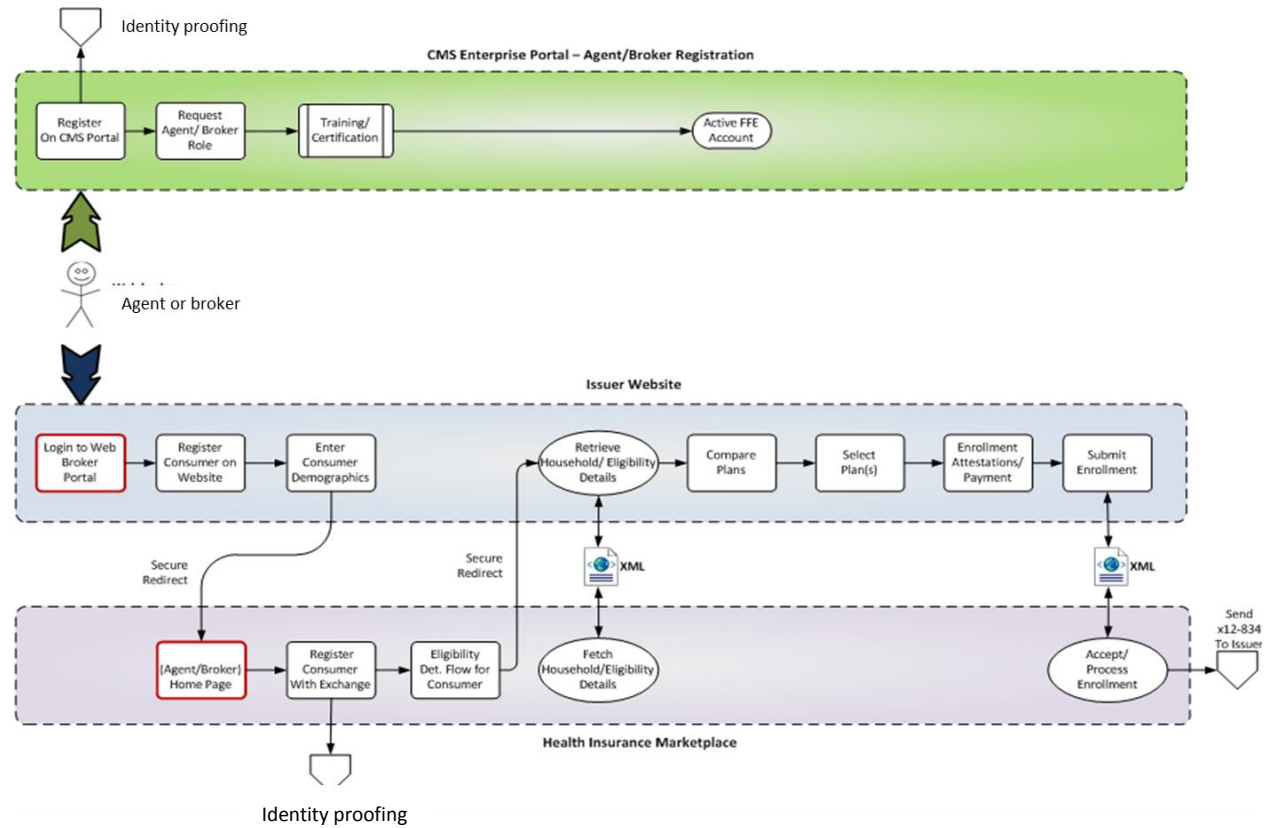 Identity proofing
CMS Enterprise Portal – Agent/Broker Registration
Register
On CMS Portal
Request
Agent/ Broker
Role
Training/
Certification
Active FFE
Account
Agent or broker
Issuer Website
Login to Web
Broker
Portal
Register
Consumer on
Website
Enter
Consumer
Demographics
Retrieve
Household/ Eligibility
Details
Compare
Plans
Select
Plan(s)
Enrollment
Attestations/
Payment
Submit
Enrollment
Secure
Redirect
Secure
Redirect
XML
XML
(Agent/Broker)
Home Page
Register
Consumer
With Exchange
Eligibility
Det. Flow for
Consumer
Fetch
Household/Eligibility
Details
Accept/
Process
Enrollment
Send
x12-834
To Issuer
Health Insurance Marketplace
Identity proofing